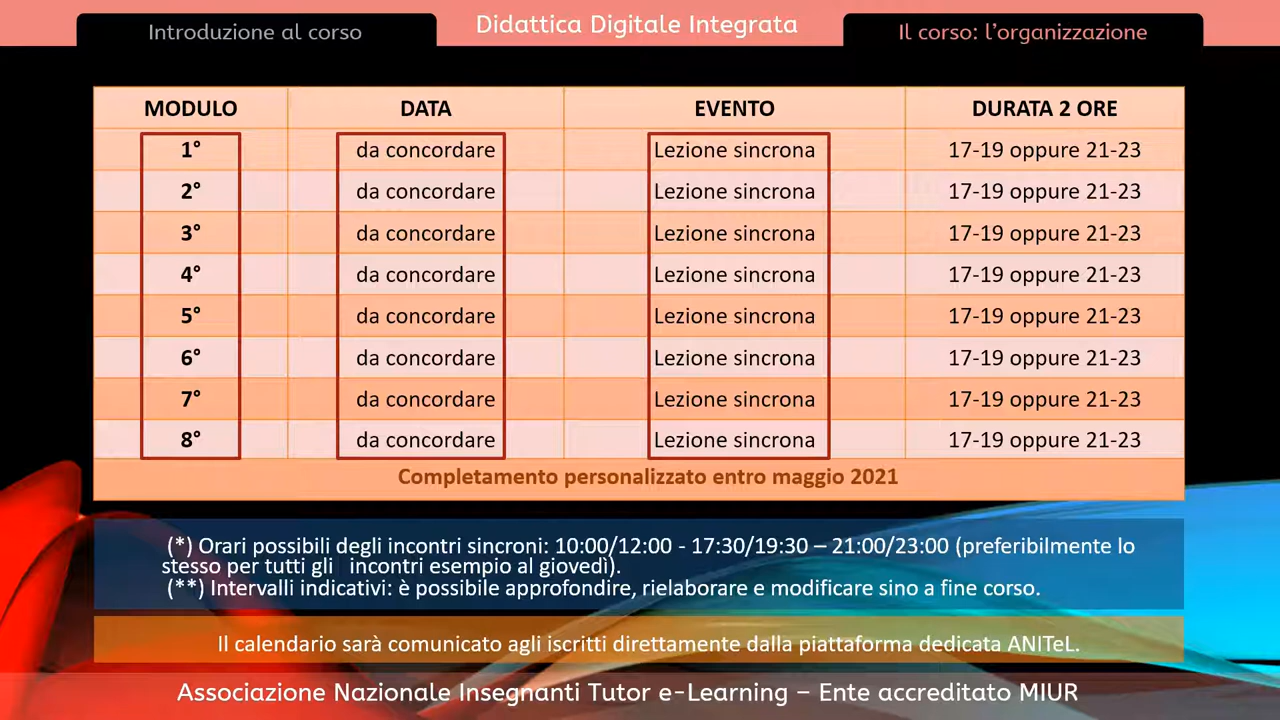 Introduzione al corso
Didattica Digitale Integrata
Il corso: l'organizzazione
MODULO DATA EVENTO DURATA 2 ORE
1° da concordare Lezione sincrona 17-19 oppure 21-23
2° da concordare Lezione sincrona 17-19 oppure 21-23
3° da concordare Lezione sincrona 17-19 oppure 21-23
4° da concordare Lezione sincrona 17-19 oppure 21-23
5° da concordare Lezione sincrona 17-19 oppure 21-23
6° da concordare Lezione sincrona 17-19 oppure 21-23
7° da concordare Lezione sincrona 17-19 oppure 21-23
8° da concordare Lezione sincrona 17-19 oppure 21-23
Completamento personalizzato entro maggio 2021
(*) Orari possibili degli incontri sincroni: 10:00/12:00 - 17:30/19:30 – 21:00/23:00 (preferibilmente lo
stesso per tutti gli incontri esempio al giovedì).
(**) Intervalli indicativi: è possibile approfondire, rielaborare e modificare sino a fine corso.
Il calendario sarà comunicato agli iscritti direttamente dalla piattaforma dedicata ANITeL.
Associazione Nazionale Insegnanti Tutor e-Learning – Ente accreditato MIUR